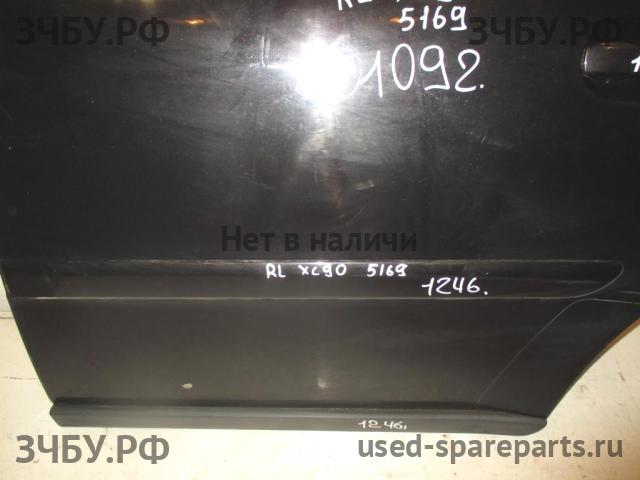 ЗЧБУ.РФ
ЗЧБУ.РФ
5169
1092.
Нет в наличи
RL XC90 5169
1246.
1246.
ЗЧБУ.РФ
used-spareparts.ru